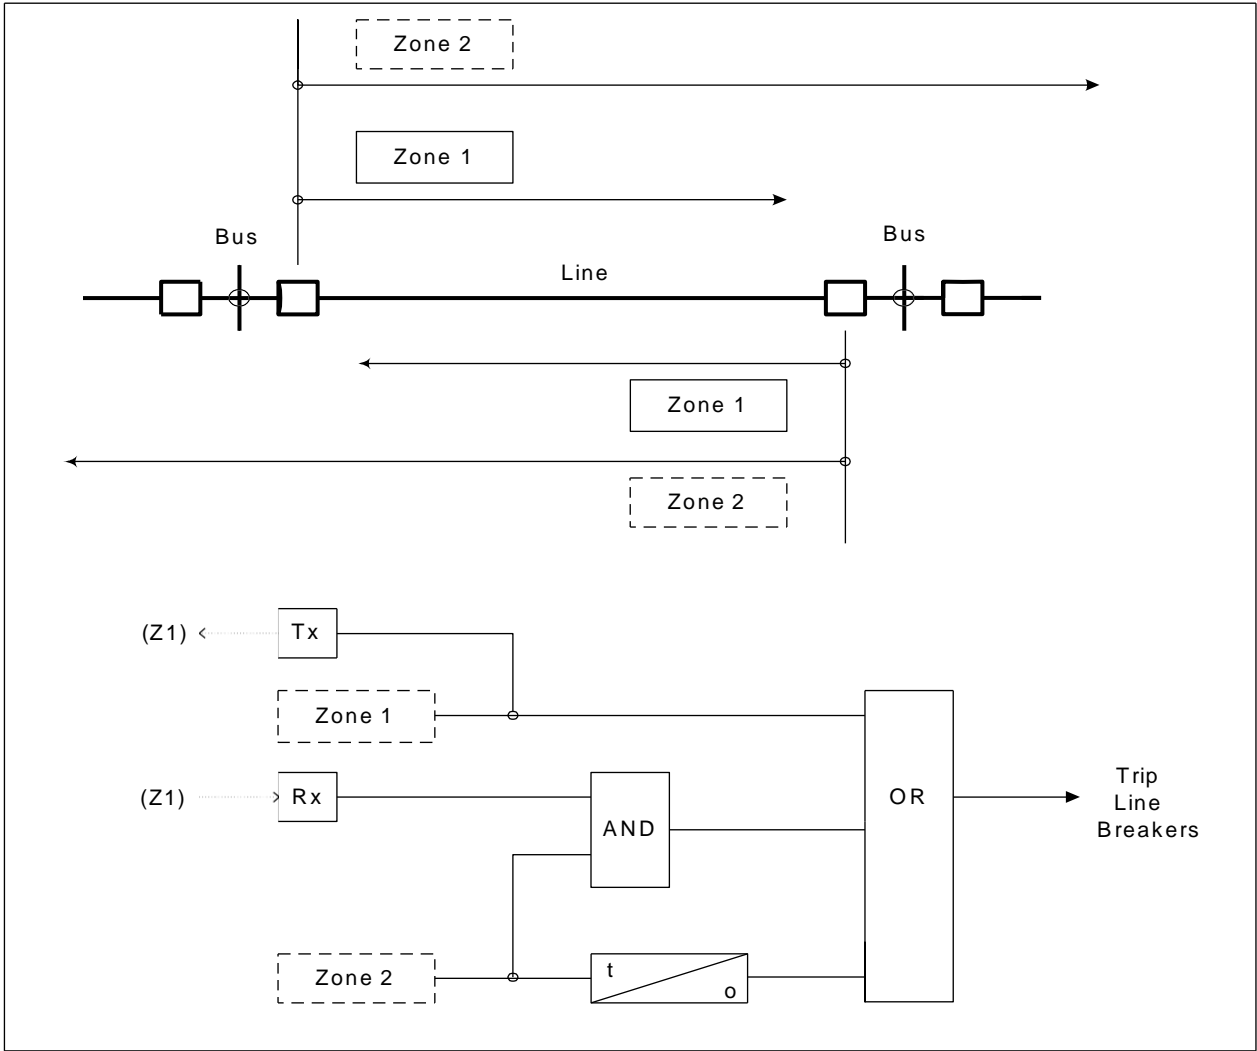 Zone 2
Zone 1
Bus
Bus
Line
Zone 1
Zone 2
(Z1)
Tx
Zone 1
(Z1)
Rx
AND
OR
Trip
Line
Breakers
Zone 2
t
o